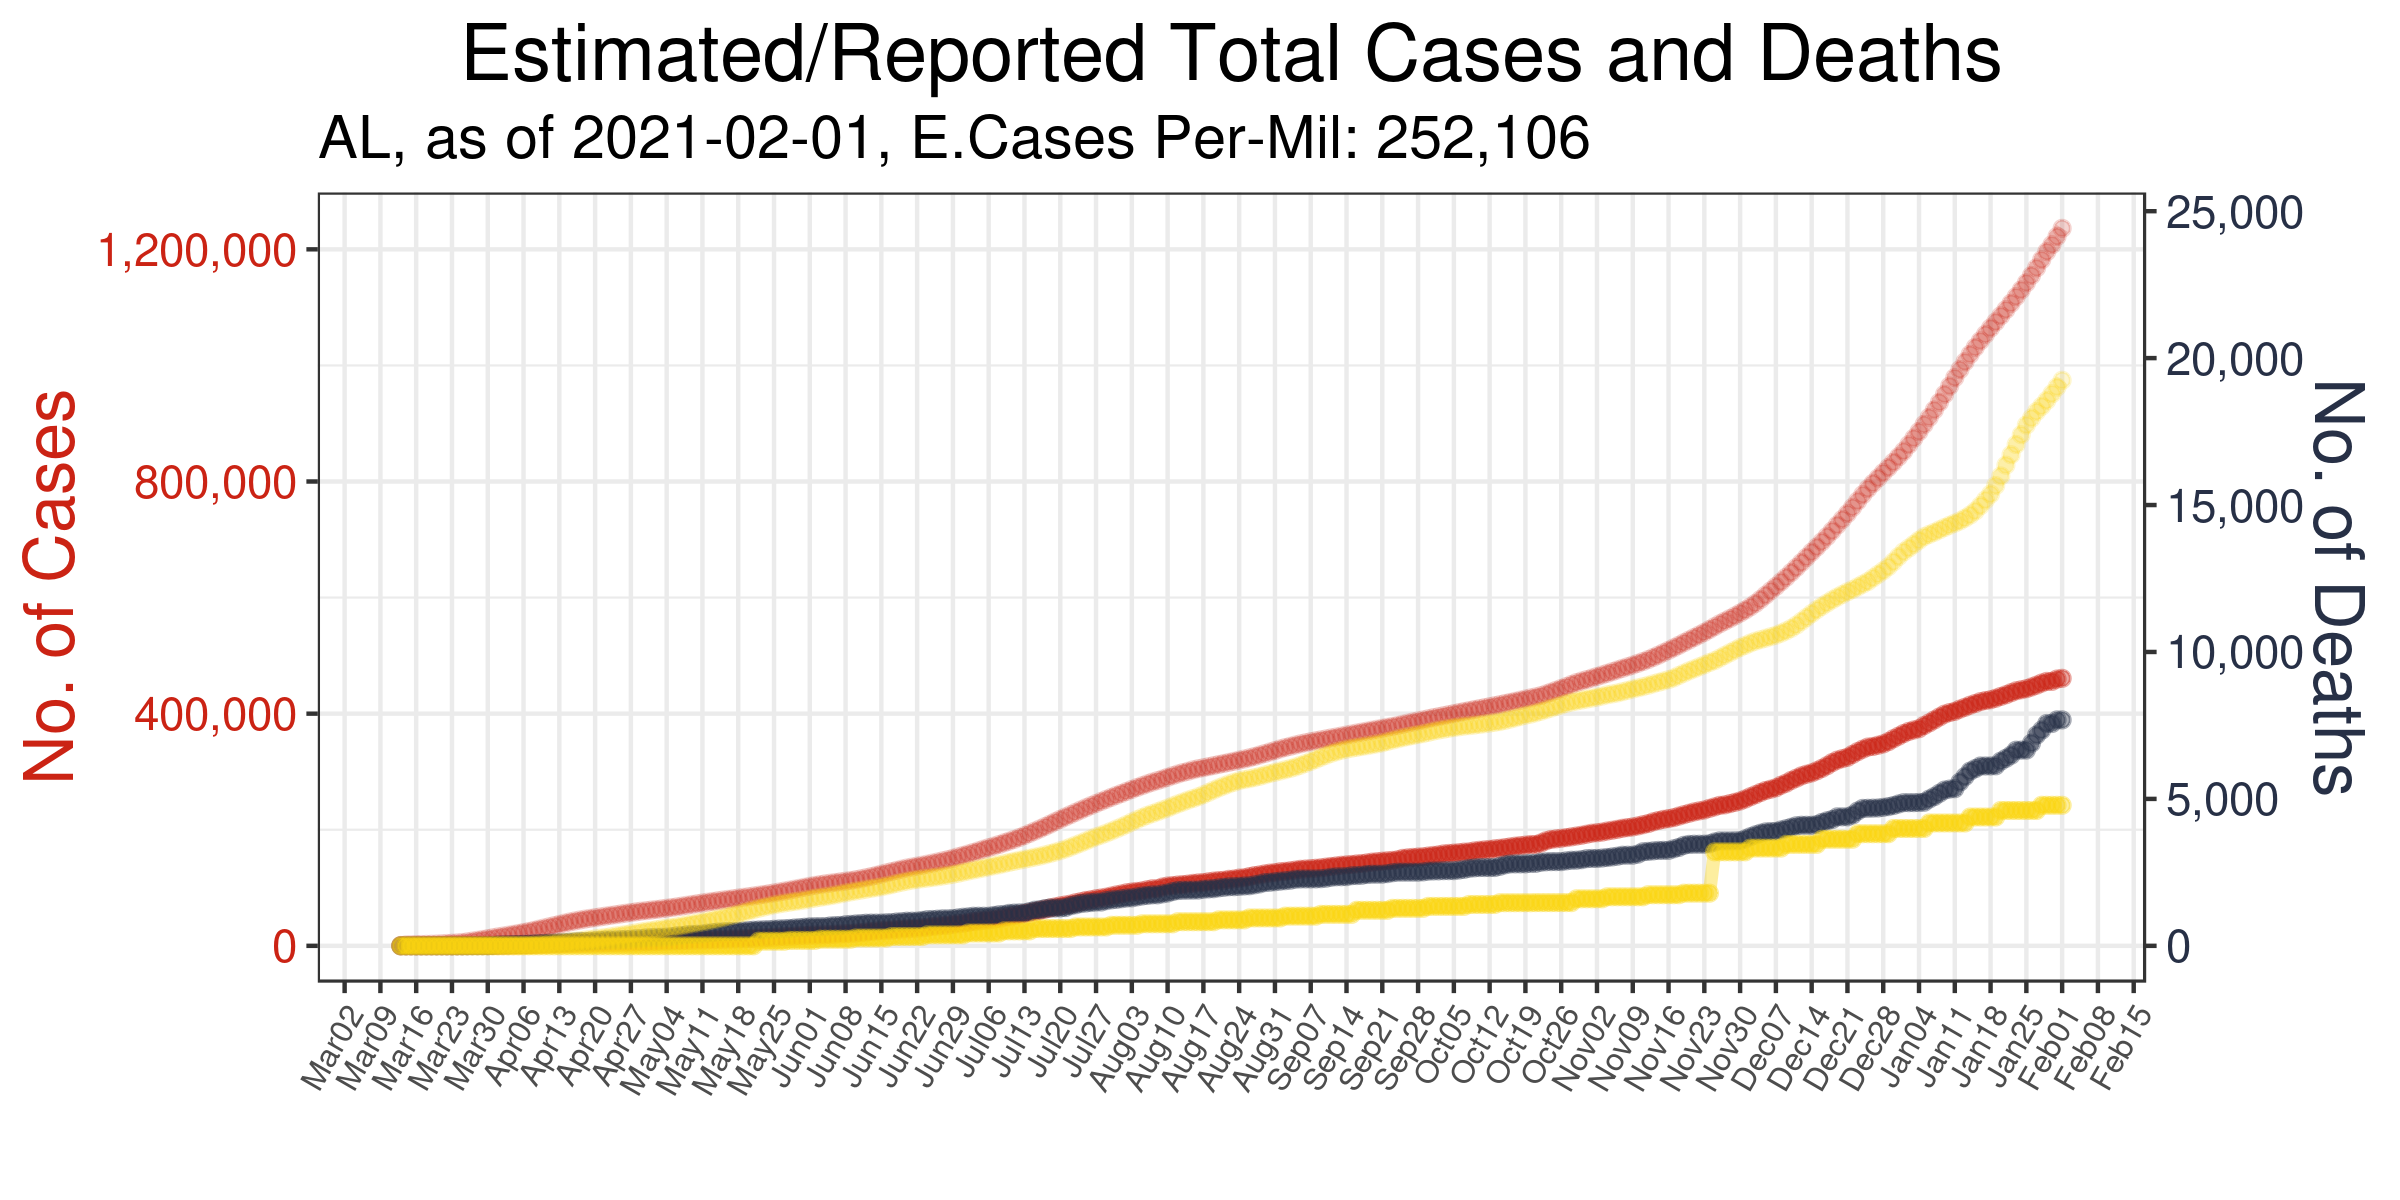 Estimated/Reported Total Cases and Deaths
AL, as of 2021-02-01, E.Cases Per-Mil: 252,106
No. of Cases
1,200,000
800,000
400,000
0
25,000
20,000
15,000
10,000
5,000
0
No. of Deaths
Mar02 Mar09 Mar16 Mar23 Mar30 Apr06 Apr13 Apr20 Apr27 May04 May11 May18 May25 Jun01 Jun08 Jun15 Jun22 Jun29 Jul06 Jul13 Jul20 Jul27 Aug03 Aug10 Aug17 Aug24 Aug31 Sep07 Sep14 Sep21 Sep28 Oct05 Oct12 Oct19 Oct26 Nov02 Nov09 Nov16 Nov23 Nov30 Dec07 Dec14 Dec21 Dec28 Dec04 Jan11 Jan18 Jan25 Feb01 Feb08 Feb15